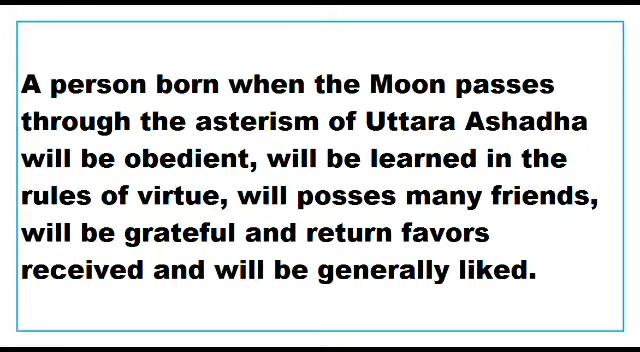 A person born when the Moon passes
through the asterism of Uttara Ashadha
will be obedient, will be learned in the
rules of virtue, will posses many friends,
will be grateful and return favors
received and will be generally liked.